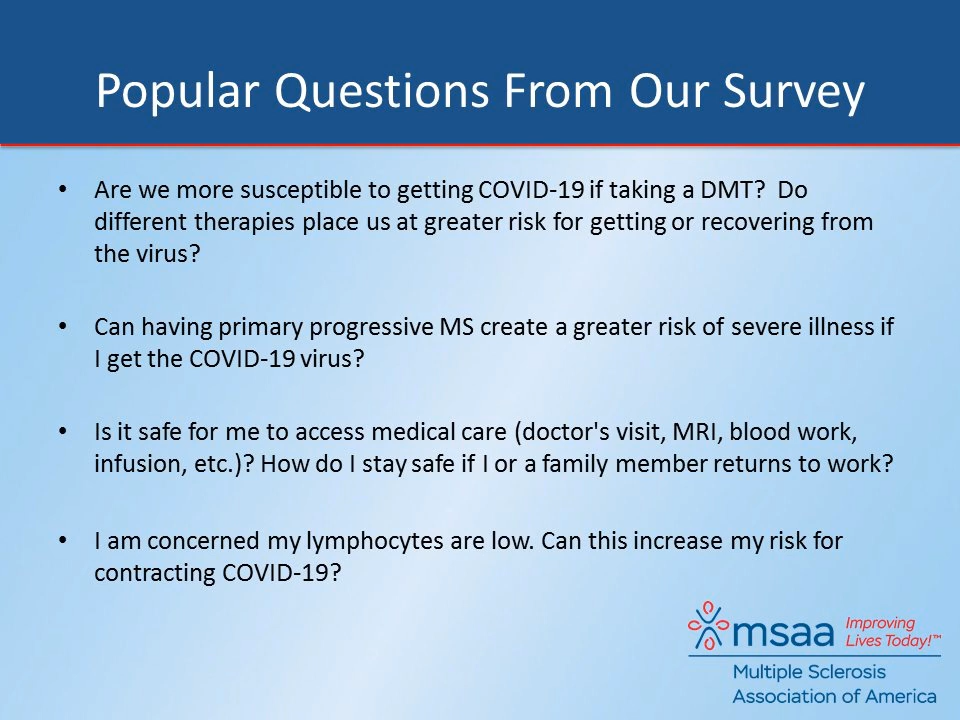 Popular Questions From Our Survey
• Are we more susceptible to getting COVID-19 if taking a DMT?  Do
different therapies place us at greater risk for getting or recovering from
the virus?
• Can having primary progressive MS create a greater risk of severe illness if
I get the COVID-19 virus?
• Is it safe for me to access medical care (doctor's visit, MRI, blood work,
infusion, etc.)? How do I stay safe if I or a family member returns to work?
• I am concerned my lymphocytes are low. Can this increase my risk for
contracting COVID-19?
msaa
Improving
Lives Today!™
Multiple Sclerosis
Association of America